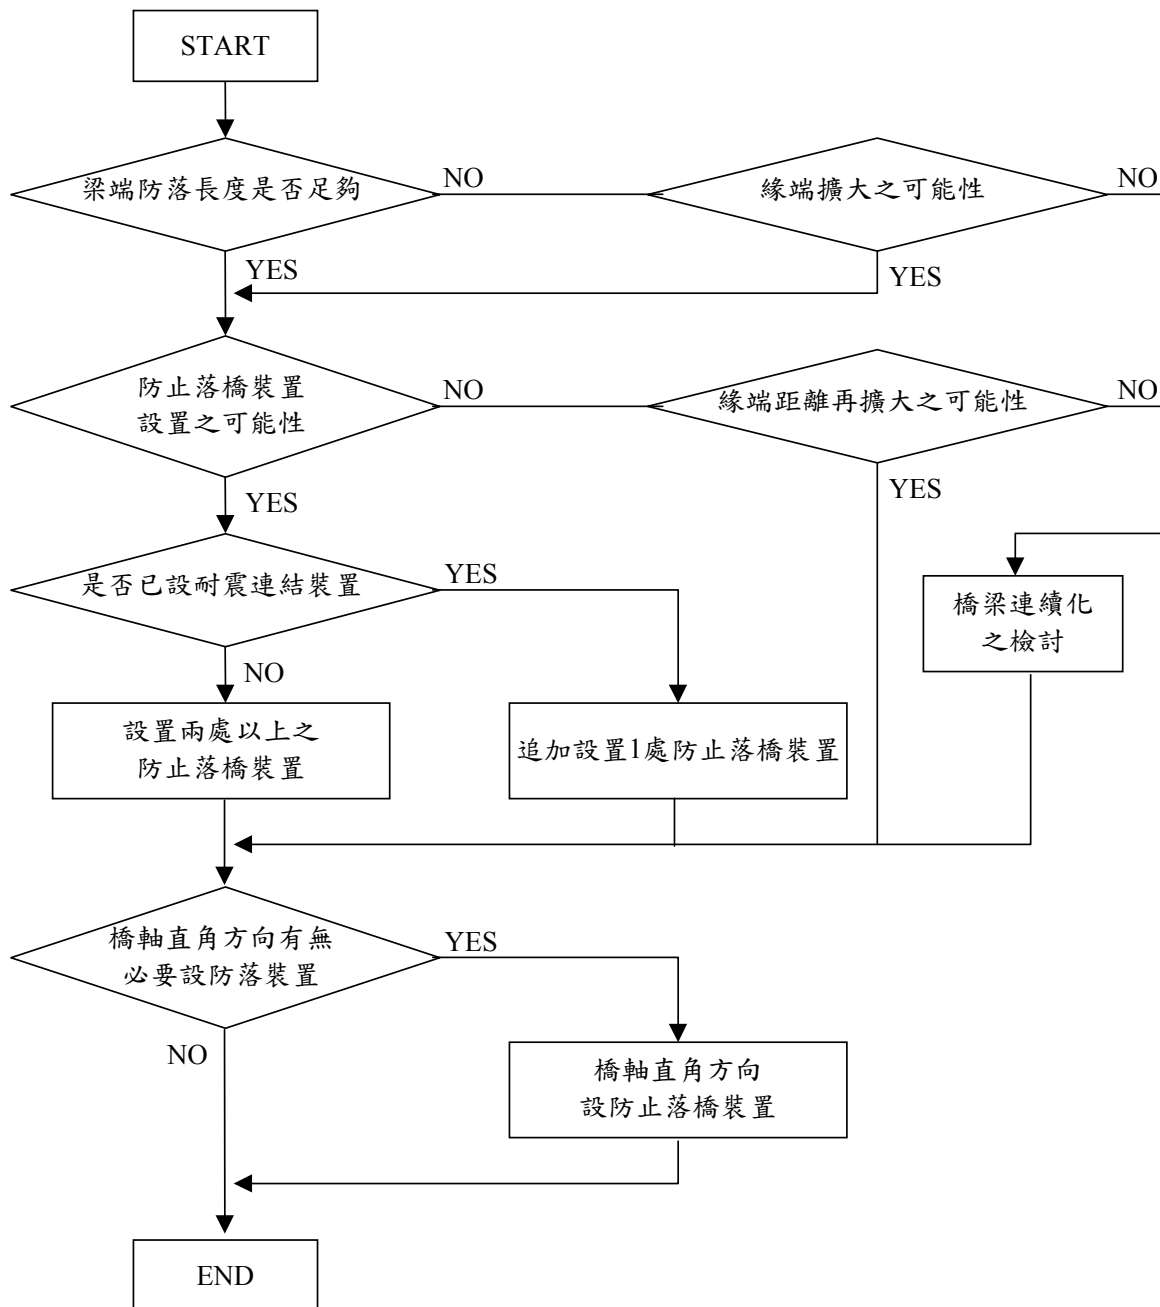 START
梁端防落長度是否足夠
NO
緣端擴大之可能性
NO
YES
YES
防止落橋裝置
設置之可能性
NO
緣端距離再擴大之可能性
NO
YES
YES
是否已設耐震連結裝置
YES
橋梁連續化
之檢討
NO
設置兩處以上之
防止落橋裝置
追加設置1處防止落橋裝置
橋軸直角方向有無
必要設防落裝置
YES
NO
橋軸直角方向
設防止落橋裝置
END